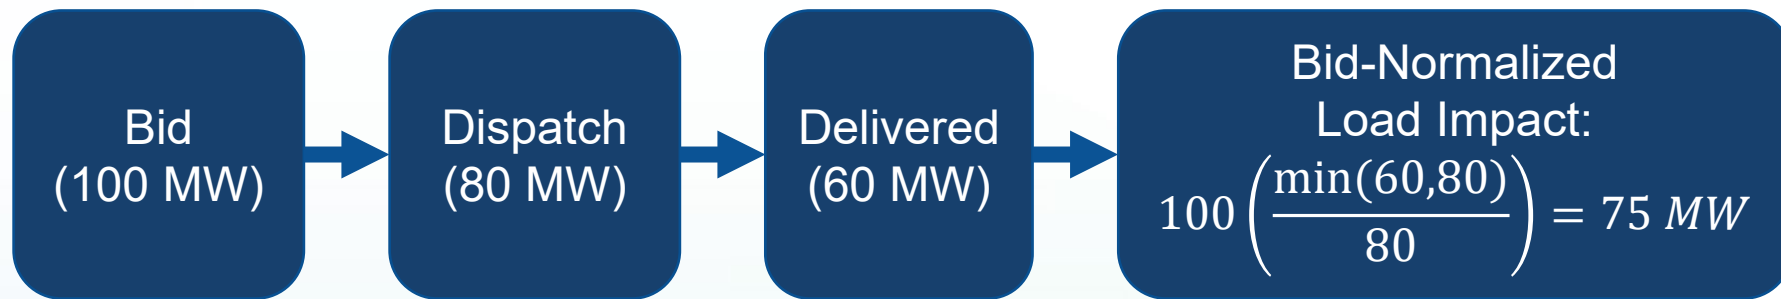 Bid
(100 MW)
Dispatch
(80 MW)
Delivered
(60 MW)
Bid-Normalized
Load Impact:
100 (min(60,80) / 80) = 75 MW